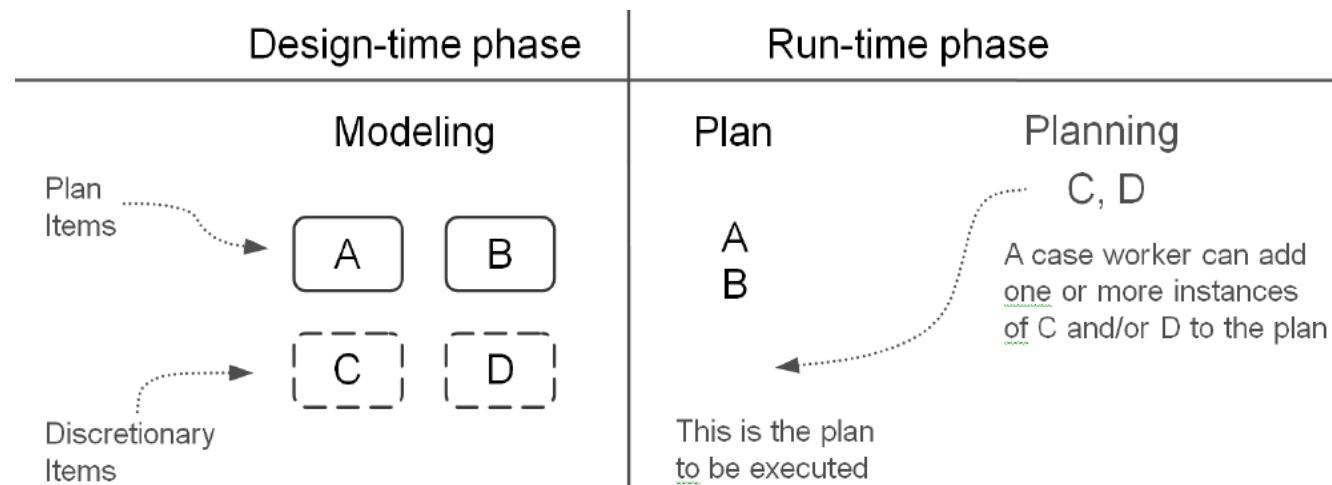 Design-time phase
Run-time phase
Modeling
Plan
Items
A
B
C
D
Discretionary
Items
Plan
A
B
This is the plan
to be executed
Planning
C, D
A case worker can add
one or more instances
of C and/or D to the plan